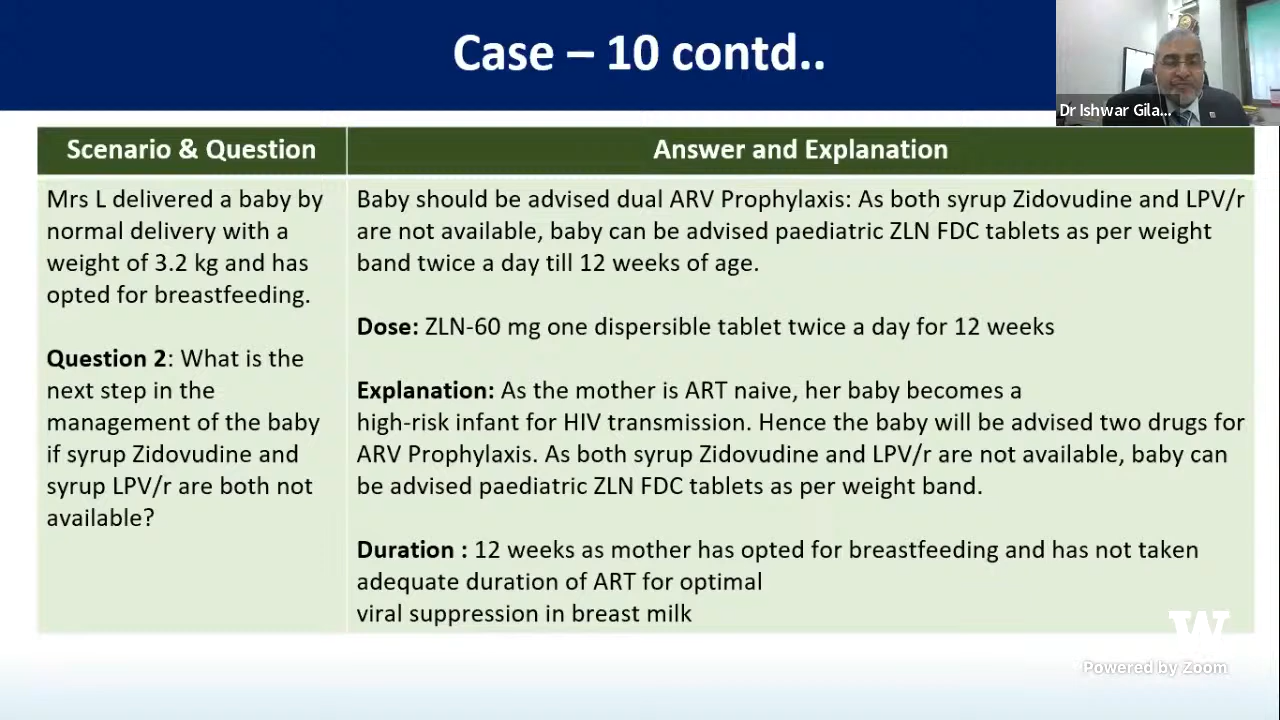 Case – 10 contd..
Dr Ishwar Gila...
Scenario & Question
Answer and Explanation
Mrs L delivered a baby by
normal delivery with a
weight of 3.2 kg and has
opted for breastfeeding.
Question 2: What is the
next step in the
management of the baby
if syrup Zidovudine and
syrup LPV/r are both not
available?
Baby should be advised dual ARV Prophylaxis: As both syrup Zidovudine and LPV/r
are not available, baby can be advised paediatric ZLN FDC tablets as per weight
band twice a day till 12 weeks of age.
Dose: ZLN-60 mg one dispersible tablet twice a day for 12 weeks
Explanation: As the mother is ART naive, her baby becomes a
high-risk infant for HIV transmission. Hence the baby will be advised two drugs for
ARV Prophylaxis. As both syrup Zidovudine and LPV/r are not available, baby can
be advised paediatric ZLN FDC tablets as per weight band.
Duration : 12 weeks as mother has opted for breastfeeding and has not taken
adequate duration of ART for optimal
viral suppression in breast milk
W
Powered by Zoom